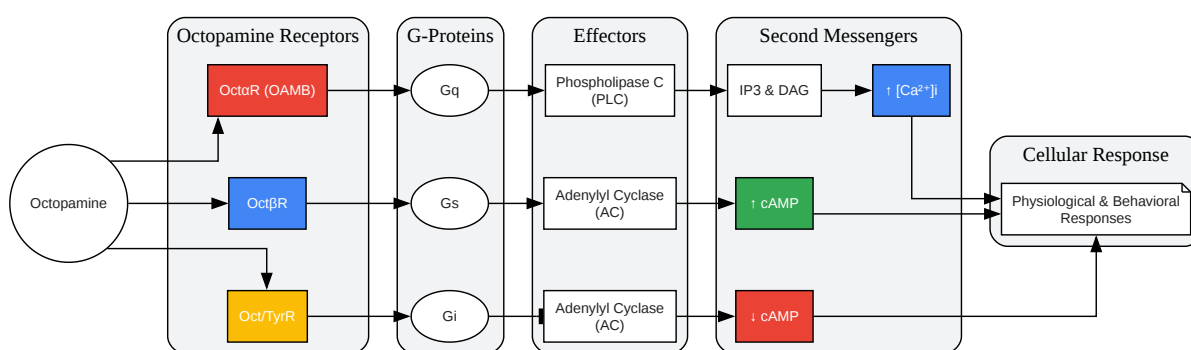 Octopamine Receptors
G-Proteins
Effectors
Second Messengers
OctαR (OAMB)
Gq
Phospholipase C
(PLC)
IP3 & DAG
↑ [Ca²⁺]i
Cellular Response
Octopamine
OctβR
Gs
Adenylyl Cyclase
(AC)
↑ cAMP
Physiological & Behavioral
Responses
Oct/TyrR
Gi
Adenylyl Cyclase
(AC)
↓ cAMP